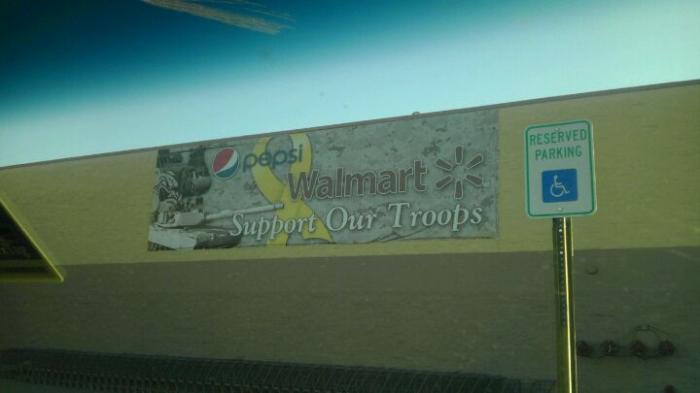 pepsi
Walmart
Support Our Troops
RESERVED
PARKING